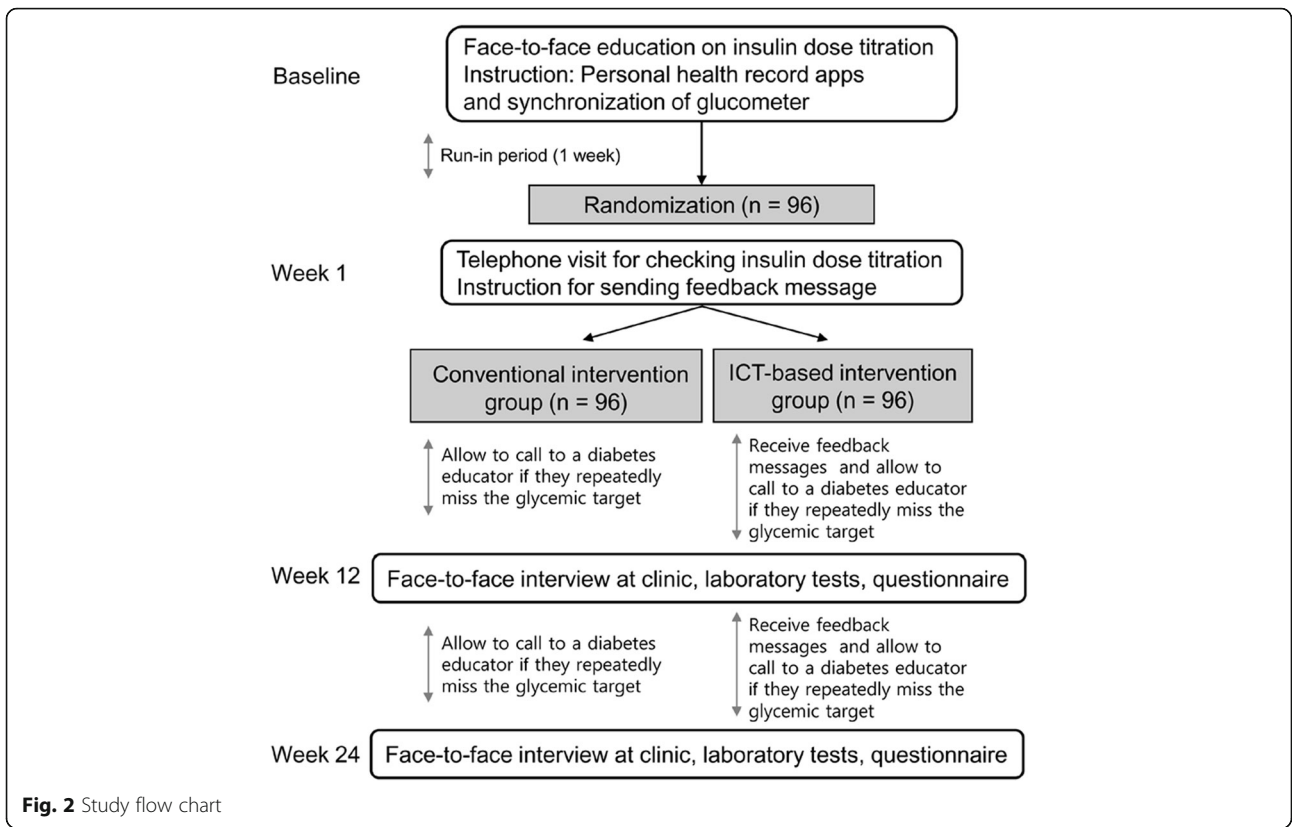 Baseline
Face-to-face education on insulin dose titration
Instruction: Personal health record apps
and synchronization of glucometer
Run-in period (1 week)
Randomization (n = 96)
Week 1
Telephone visit for checking insulin dose titration
Instruction for sending feedback message
Conventional intervention
group (n = 96)
ICT-based intervention
group (n = 96)
Allow to call to a diabetes
educator if they repeatedly
miss the glycemic target
Receive feedback
messages and allow to
call to a diabetes educator
if they repeatedly miss the
glycemic target
Week 12
Face-to-face interview at clinic, laboratory tests, questionnaire
Allow to call to a diabetes
educator if they repeatedly
miss the glycemic target
Receive feedback
messages and allow to
call to a diabetes educator
if they repeatedly miss the
glycemic target
Week 24
Face-to-face interview at clinic, laboratory tests, questionnaire
Fig. 2 Study flow chart